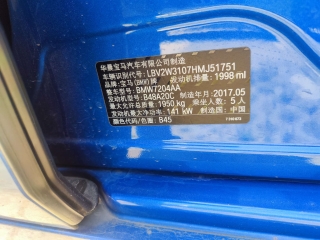 华晨宝马汽车有限公司制造
车辆识别代号: LBV2W3107HMJ51751
品牌: 宝马(BMW)牌 发动机排量: 1998 ml
整车型号: BMW7204AA
发动机型号: B48A20C 制造年月: 2017.05
最大允许总质量: 1950 kg 乘坐人数: 5 人
发动机最大净功率: 141 kW 制造国: 中国
颜色代码/色圈: B45